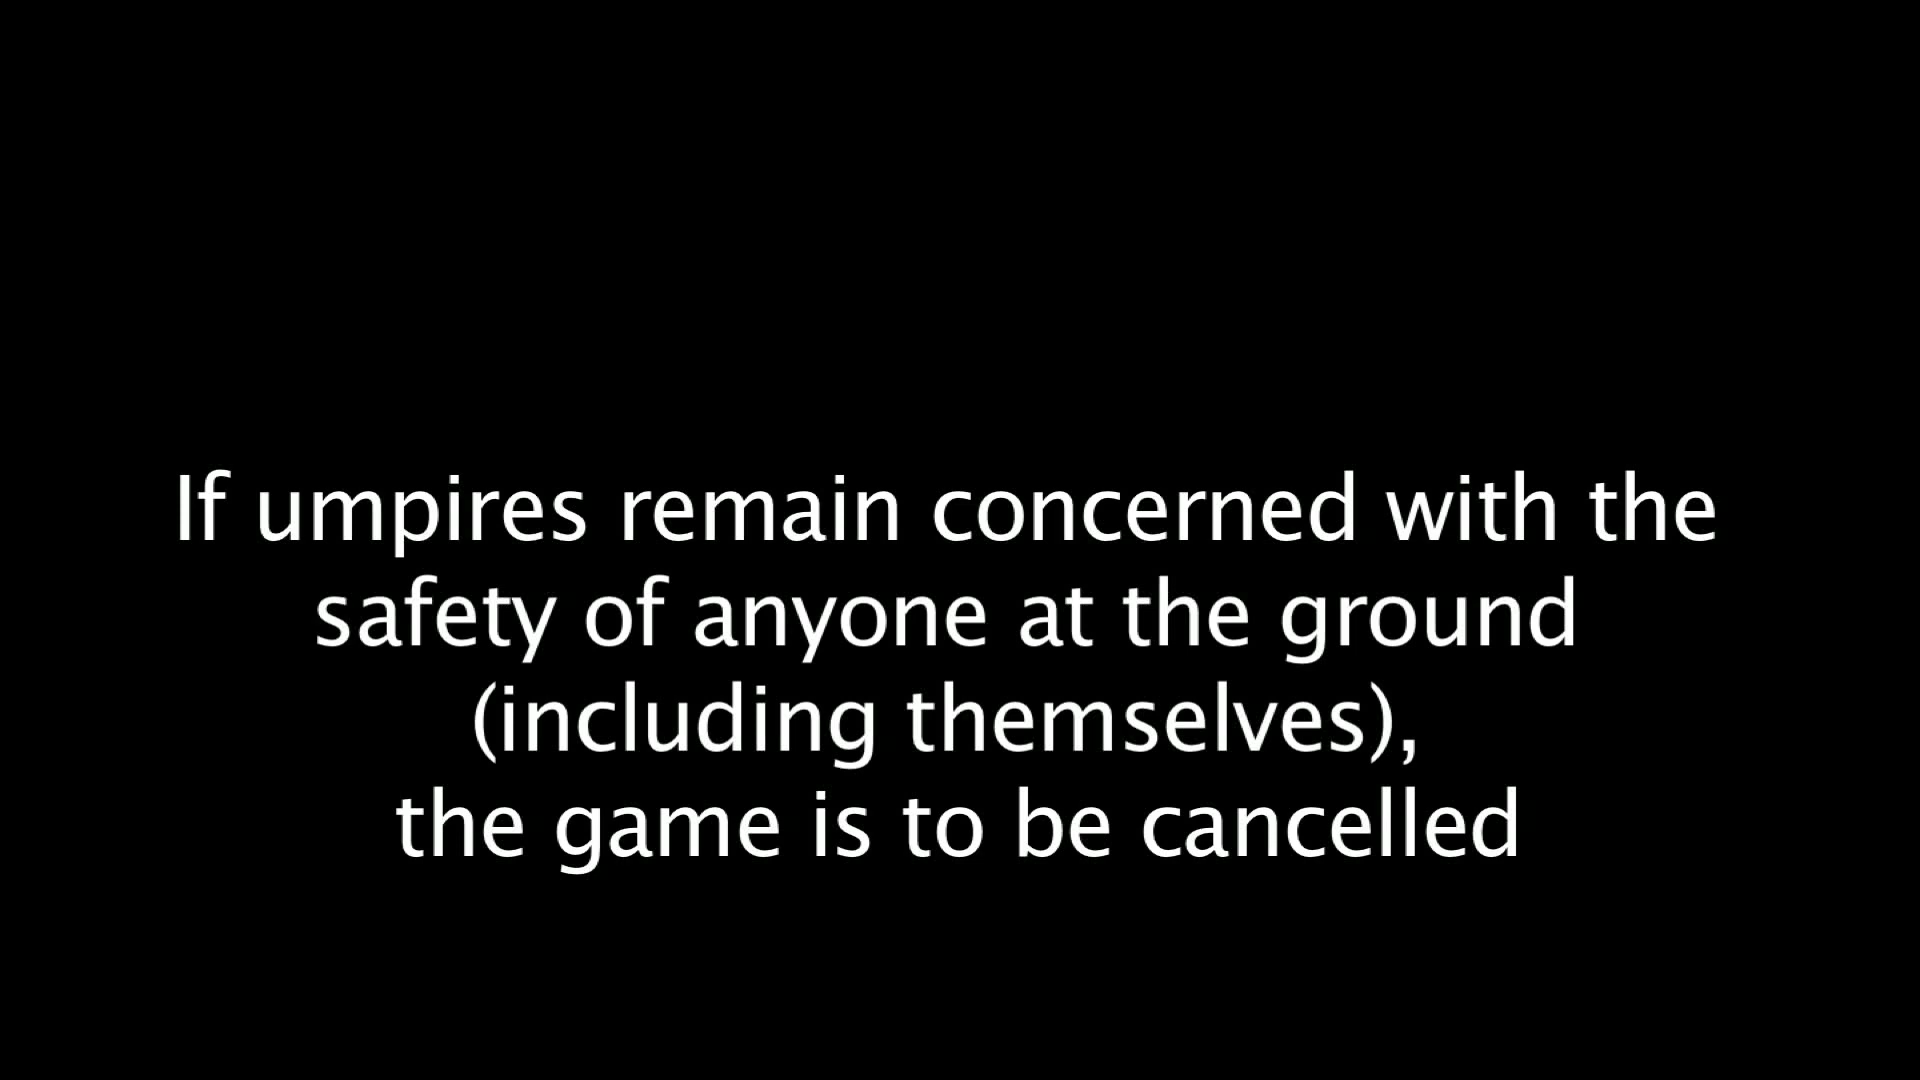 If umpires remain concerned with the
safety of anyone at the ground
(including themselves),
the game is to be cancelled